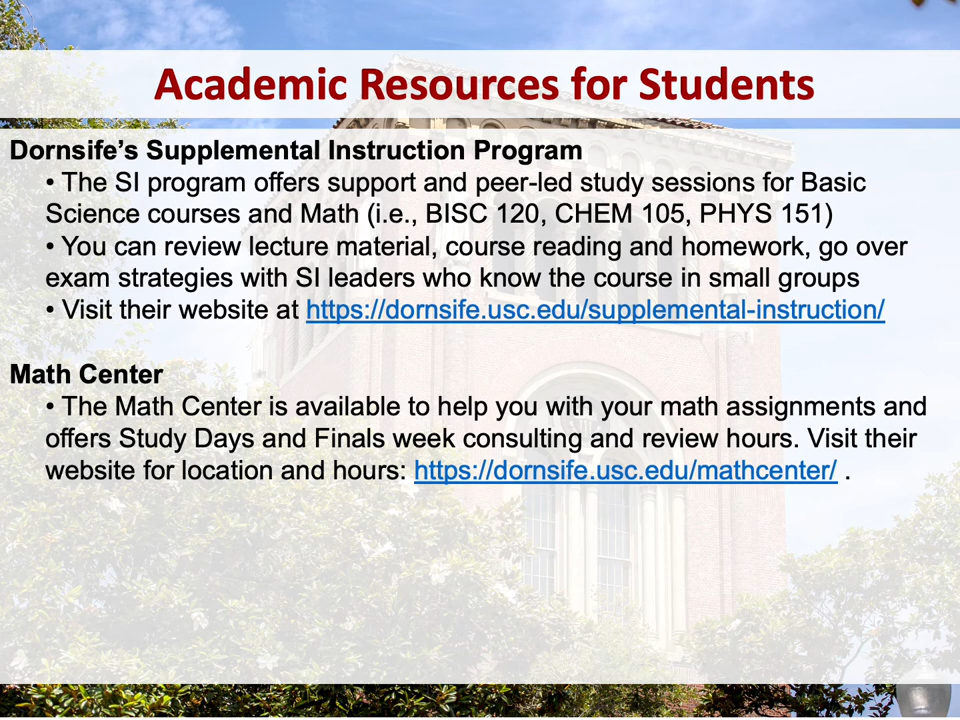 Academic Resources for Students
Dornsife’s Supplemental Instruction Program
• The SI program offers support and peer-led study sessions for Basic
Science courses and Math (i.e., BISC 120, CHEM 105, PHYS 151)
• You can review lecture material, course reading and homework, go over
exam strategies with SI leaders who know the course in small groups
• Visit their website at https://dornsife.usc.edu/supplemental-instruction/
Math Center
• The Math Center is available to help you with your math assignments and
offers Study Days and Finals week consulting and review hours. Visit their
website for location and hours: https://dornsife.usc.edu/mathcenter/ .